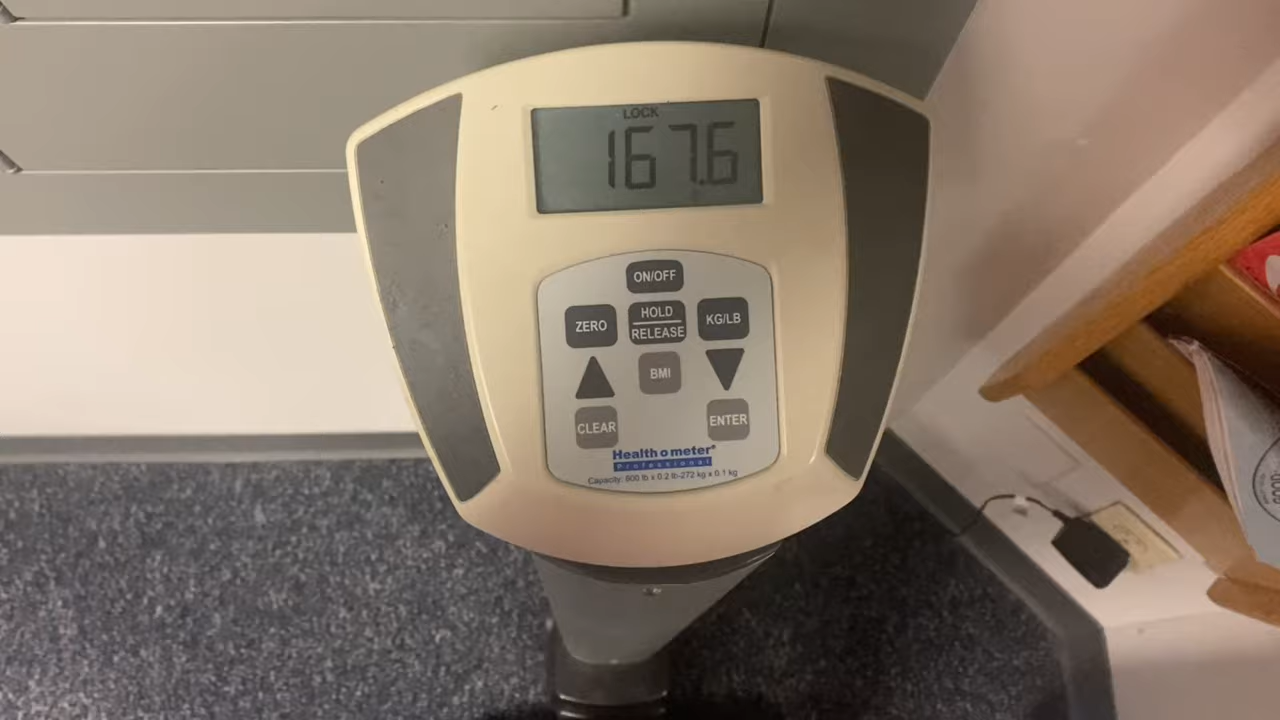 LOCK
167.6
ON/OFF
ZERO
HOLD
RELEASE
KG/LB
BMI
CLEAR
ENTER
Health o meter®
Professional
Capacity: 600 lb x 0.2 lb-272 kg x 0.1 kg